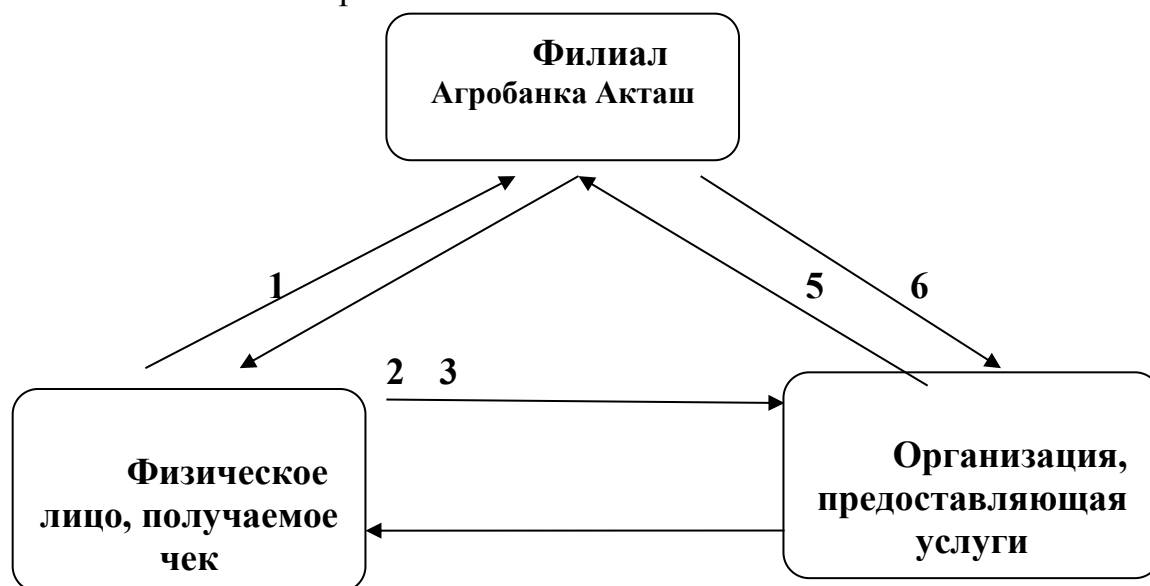 Филиал
Агробанка Акташ
1
5
6
2 3
Физическое
лицо, получаемое
чек
Организация,
предоставляющая
услуги